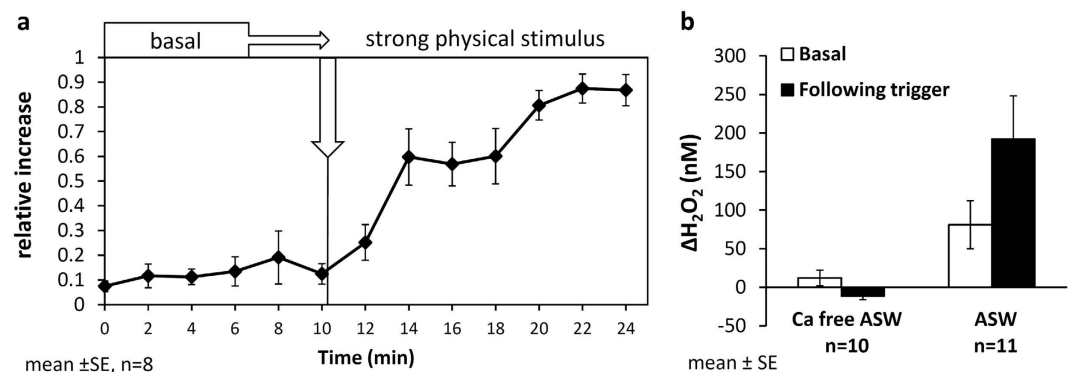 a
basal
strong physical stimulus
relative increase
1
0.9
0.8
0.7
0.6
0.5
0.4
0.3
0.2
0.1
0
0 2 4 6 8 10 12 14 16 18 20 22 24
Time (min)
mean ±SE, n=8
b
Basal
Following trigger
ΔH₂O₂ (nM)
300
250
200
150
100
50
0
-50
Ca free ASW
n=10
ASW
n=11
mean ± SE